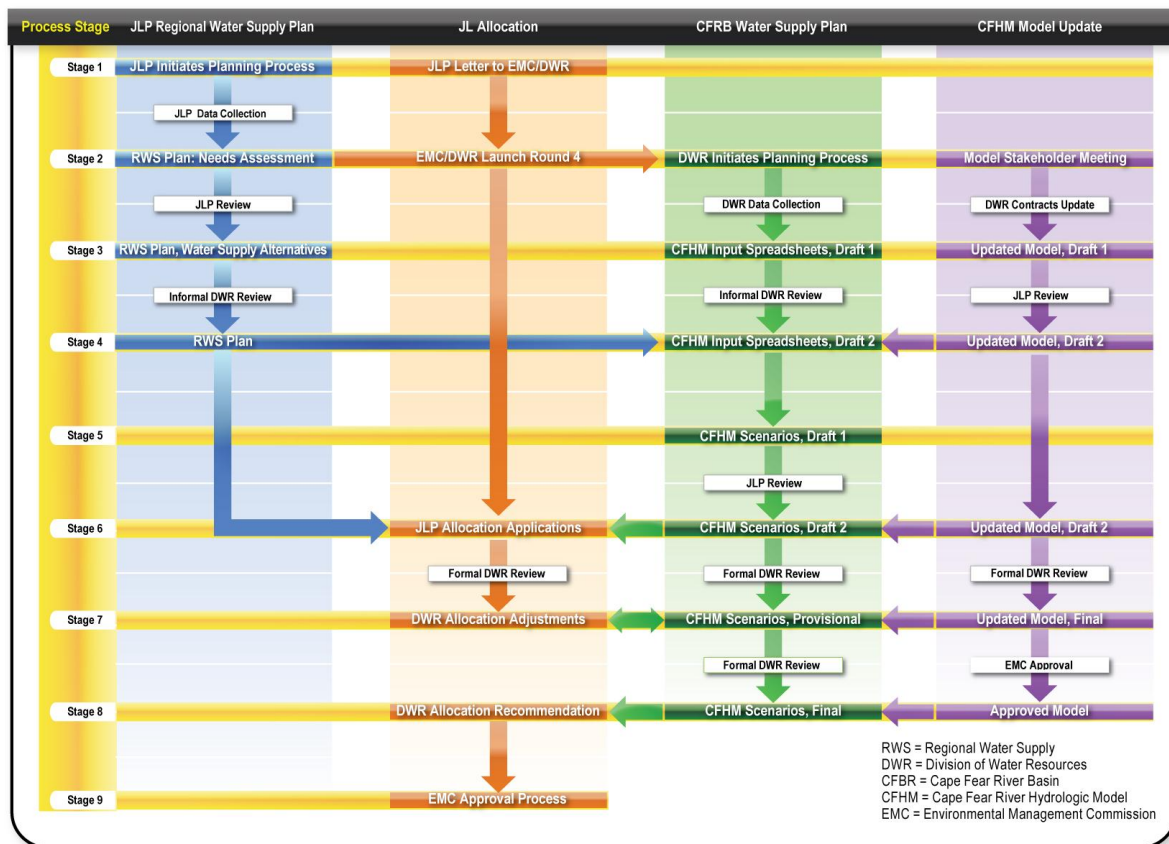 Process Stage JLP Regional Water Supply Plan JL Allocation CFRB Water Supply Plan CFHM Model Update
Stage 1 JLP Initiates Planning Process JLP Letter to EMC/DWR
JLP Data Collection
Stage 2 RWS Plan: Needs Assessment EMC/DWR Launch Round 4 DWR Initiates Planning Process Model Stakeholder Meeting
JLP Review DWR Data Collection DWR Contracts Update
Stage 3 RWS Plan, Water Supply Alternatives CFHM Input Spreadsheets, Draft 1 Updated Model, Draft 1
Informal DWR Review Informal DWR Review JLP Review
Stage 4 RWS Plan CFHM Input Spreadsheets, Draft 2 Updated Model, Draft 2
Stage 5 CFHM Scenarios, Draft 1
JLP Review
Stage 6 JLP Allocation Applications CFHM Scenarios, Draft 2 Updated Model, Draft 2
Formal DWR Review Formal DWR Review Formal DWR Review
Stage 7 DWR Allocation Adjustments CFHM Scenarios, Provisional Updated Model, Final
Formal DWR Review EMC Approval
Stage 8 DWR Allocation Recommendation CFHM Scenarios, Final Approved Model
Stage 9 EMC Approval Process
RWS = Regional Water Supply
DWR = Division of Water Resources
CFBR = Cape Fear River Basin
CFHM = Cape Fear River Hydrologic Model
EMC = Environmental Management Commission